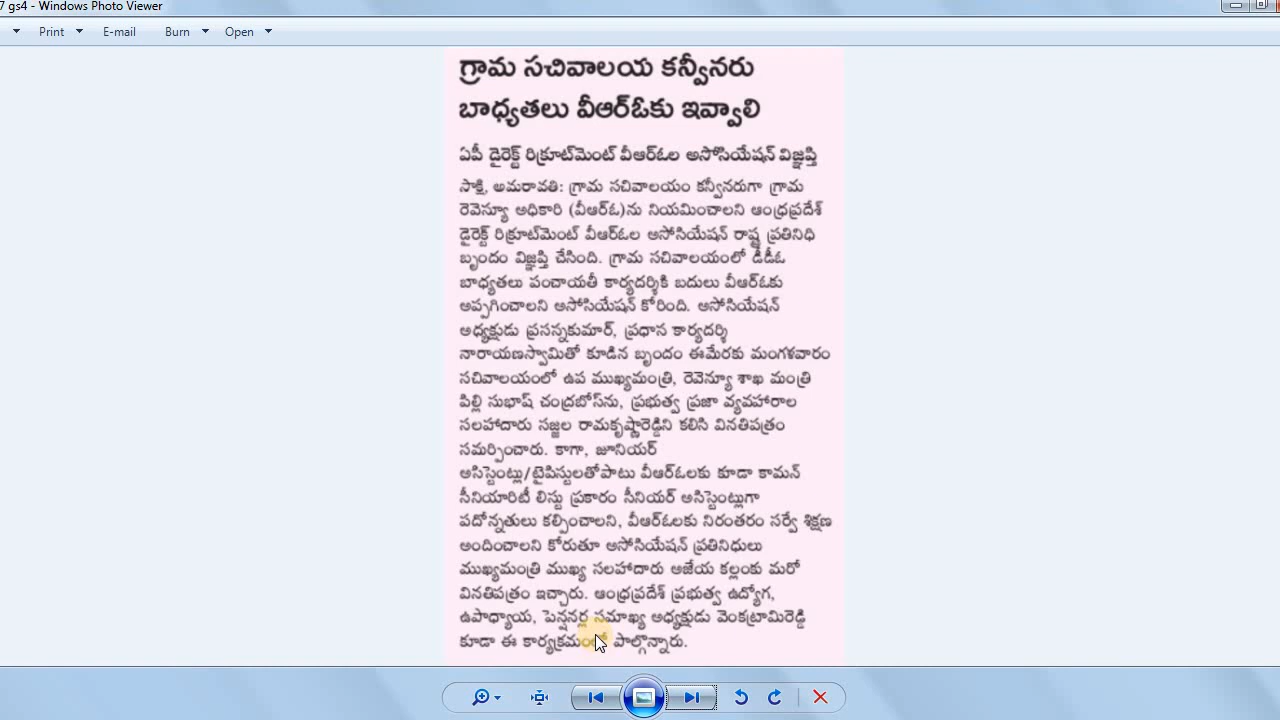 7 gs4 - Windows Photo Viewer
Print E-mail Burn Open
గ్రామ సచివాలయ కన్వీనరు
బాధ్యతలు వీఆర్ఓకు ఇవ్వాలి
ఏపీ డైరెక్ట్ రిక్రూట్‌మెంట్ వీఆర్ఓల అసోసియేషన్ విజ్ఞప్తి
సాక్షి, అమరావతి: గ్రామ సచివాలయం కన్వీనరుగా గ్రామ
రెవెన్యూ అధికారి (వీఆర్ఓ)ను నియమించాలని ఆంధ్రప్రదేశ్
డైరెక్ట్ రిక్రూట్‌మెంట్ వీఆర్ఓల అసోసియేషన్ రాష్ట్ర ప్రతినిధి
బృందం విజ్ఞప్తి చేసింది. గ్రామ సచివాలయంలో డీడీఓ
బాధ్యతలు పంచాయతీ కార్యదర్శికి బదులు వీఆర్ఓకు
అప్పగించాలని అసోసియేషన్ కోరింది. అసోసియేషన్
అధ్యక్షుడు ప్రసన్నకుమార్, ప్రధాన కార్యదర్శి
నారాయణస్వామితో కూడిన బృందం ఈమేరకు మంగళవారం
సచివాలయంలో ఉప ముఖ్యమంత్రి, రెవెన్యూ శాఖ మంత్రి
పిల్లి సుభాష్ చంద్రబోస్‌ను, ప్రభుత్వ ప్రజా వ్యవహారాల
సలహాదారు సజ్జల రామకృష్ణారెడ్డిని కలిసి వినతిపత్రం
సమర్పించారు. కాగా, జూనియర్
అసిస్టెంట్లు/టైపిస్టులతోపాటు వీఆర్ఓలకు కూడా కామన్
సీనియారిటీ లిస్టు ప్రకారం సీనియర్ అసిస్టెంట్లుగా
పదోన్నతులు కల్పించాలని, వీఆర్ఓలకు నిరంతరం సర్వే శిక్షణ
అందించాలని కోరుతూ అసోసియేషన్ ప్రతినిధులు
ముఖ్యమంత్రి ముఖ్య సలహాదారు అజేయ కల్లంకు మరో
వినతిపత్రం ఇచ్చారు. ఆంధ్రప్రదేశ్ ప్రభుత్వ ఉద్యోగ,
ఉపాధ్యాయ, పెన్షనర్ల సమాఖ్య అధ్యక్షుడు వెంకట్రామిరెడ్డి
కూడా ఈ కార్యక్రమంలో పాల్గొన్నారు.